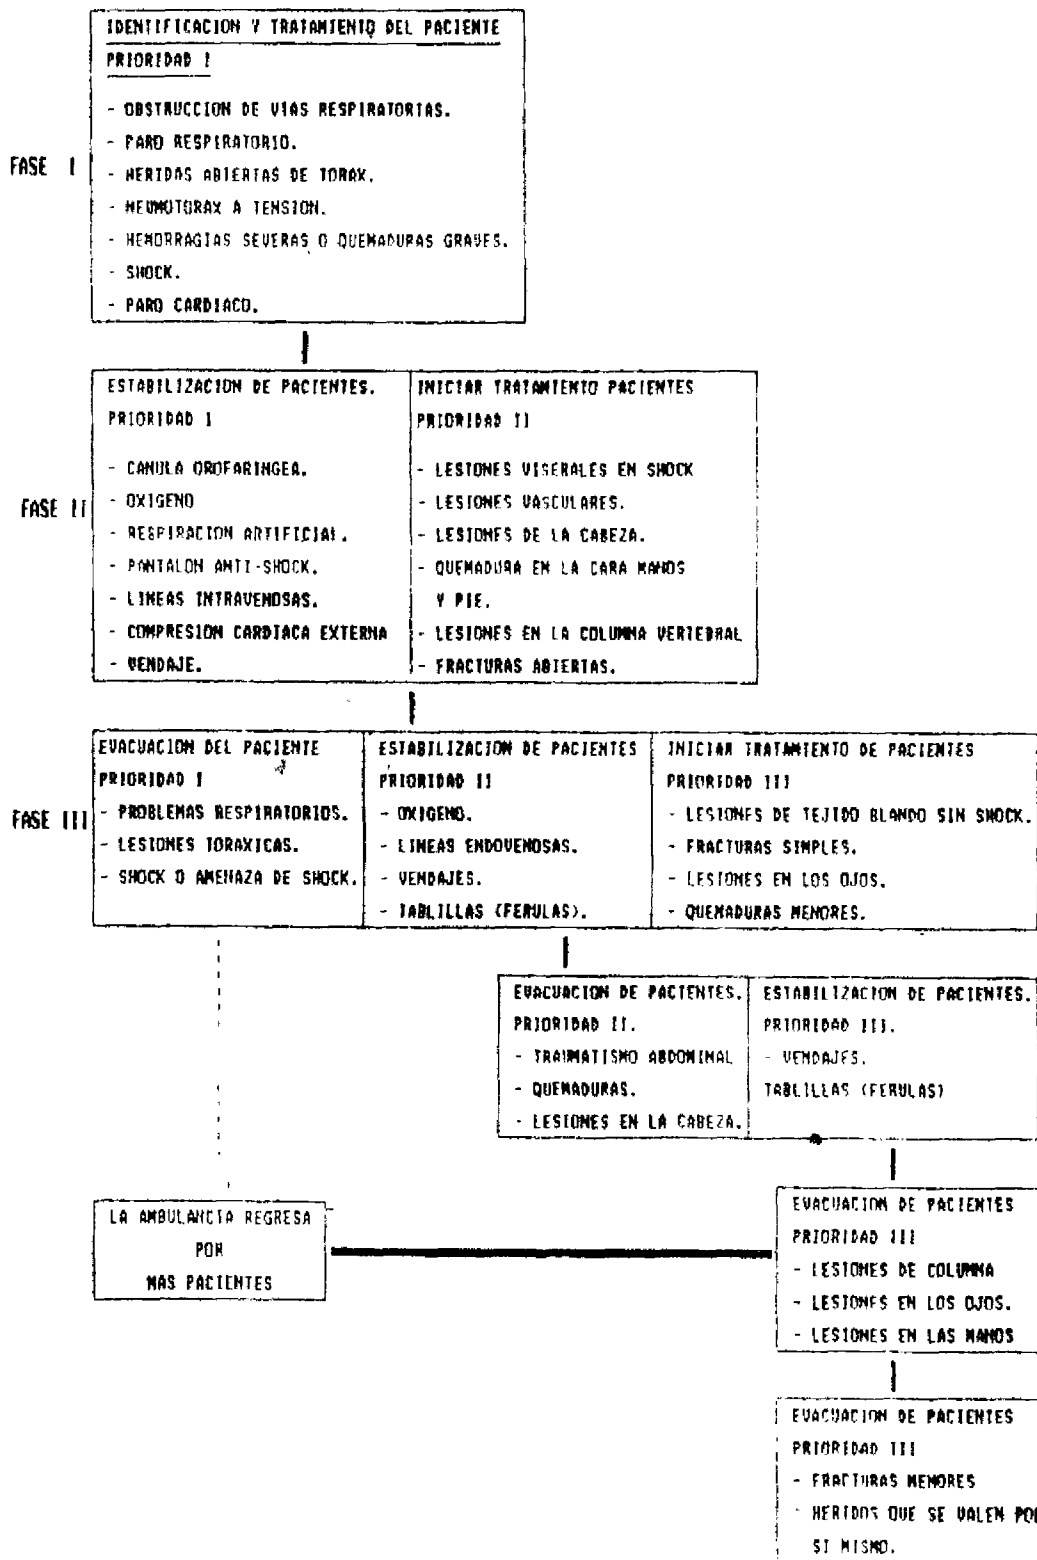 IDENTIFICACION Y TRATAMIENTO DEL PACIENTE
PRIORIDAD I
- OBSTRUCCION DE VIAS RESPIRATORIAS.
- PARO RESPIRATORIO.
FASE I
- HERIDAS ABIERTAS DE TORAX.
- NEUMOTORAX A TENSION.
- HEMORRAGIAS SEVERAS O QUEMADURAS GRAVES.
- SHOCK.
- PARO CARDIACO.
ESTABILIZACION DE PACIENTES.
PRIORIDAD I
- CANULA OROFARINGEA.
- OXIGENO
FASE II
- RESPIRACION ARTIFICIAL.
- PANTALON ANTI-SHOCK.
- LINEAS INTRAVENOSAS.
- COMPRESION CARDIACA EXTERNA
- VENDAJE.
INICIAR TRATAMIENTO PACIENTES
PRIORIDAD II
- LESIONES VISERALES EN SHOCK
- LESIONES VASCULARES.
- LESIONES DE LA CABEZA.
- QUEMADURA EN LA CARA MANOS
Y PIE.
- LESIONES EN LA COLUMNA VERTEBRAL
- FRACTURAS ABIERTAS.
EVACUACION DEL PACIENTE
PRIORIDAD I
FASE III
- PROBLEMAS RESPIRATORIOS.
- LESIONES TORAXICAS.
- SHOCK O AMENAZA DE SHOCK.
ESTABILIZACION DE PACIENTES
PRIORIDAD II
- OXIGENO.
- LINEAS ENDOVENOSAS.
- VENDAJES.
- TABLILLAS (FERULAS).
INICIAR TRATAMIENTO DE PACIENTES
PRIORIDAD III
- LESIONES DE TEJIDO BLANDO SIN SHOCK.
- FRACTURAS SIMPLES.
- LESIONES EN LOS OJOS.
- QUEMADURAS MENORES.
EVACUACION DE PACIENTES.
PRIORIDAD II.
- TRAUMATISMO ABDOMINAL
- QUEMADURAS.
- LESIONES EN LA CABEZA.
ESTABILIZACION DE PACIENTES.
PRIORIDAD III.
- VENDAJES.
TABLILLAS (FERULAS)
LA AMBULANCIA REGRESA
POR
MAS PACIENTES
EVACUACION DE PACIENTES
PRIORIDAD III
- LESIONES DE COLUMNA
- LESIONES EN LOS OJOS.
- LESIONES EN LAS MANOS
EVACUACION DE PACIENTES
PRIORIDAD III
- FRACTURAS MENORES
- HERIDOS QUE SE VALEN POR
SI MISMO.